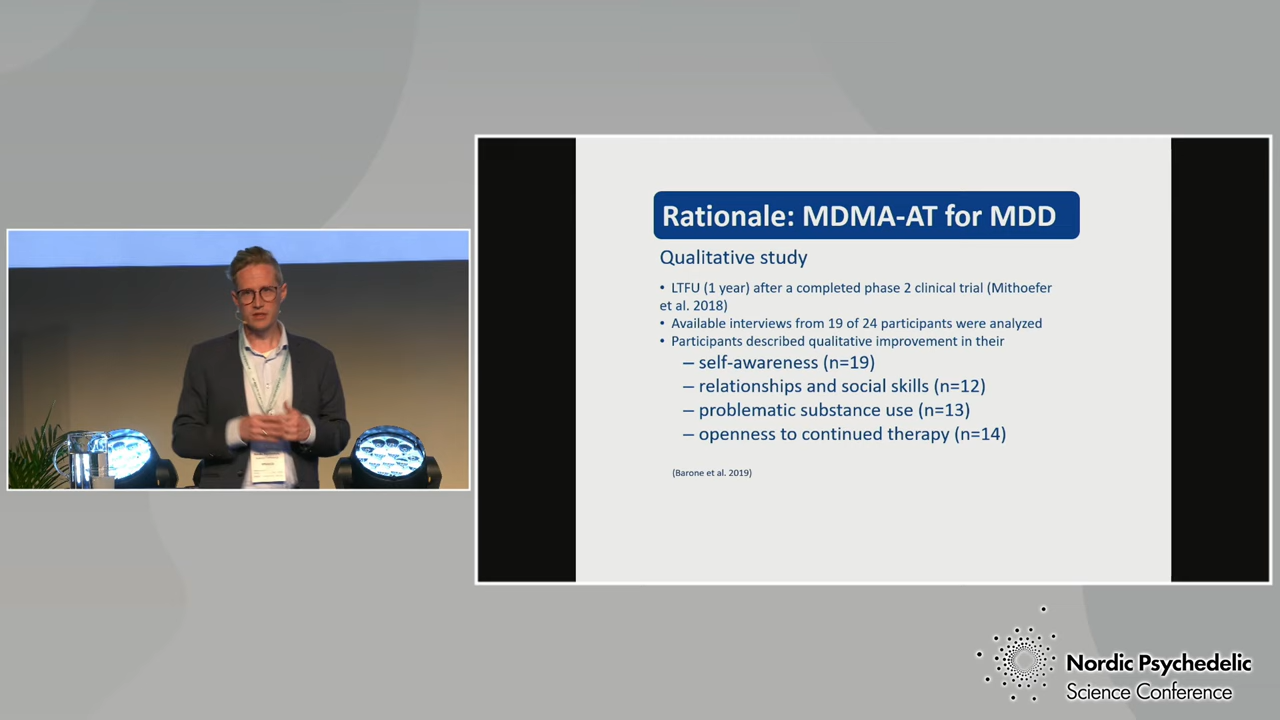 Rationale: MDMA-AT for MDD
Qualitative study
• LTFU (1 year) after a completed phase 2 clinical trial (Mithoefer
et al. 2018)
• Available interviews from 19 of 24 participants were analyzed
• Participants described qualitative improvement in their
– self-awareness (n=19)
– relationships and social skills (n=12)
– problematic substance use (n=13)
– openness to continued therapy (n=14)
(Barone et al. 2019)
Nordic Psychedelic
Science Conference